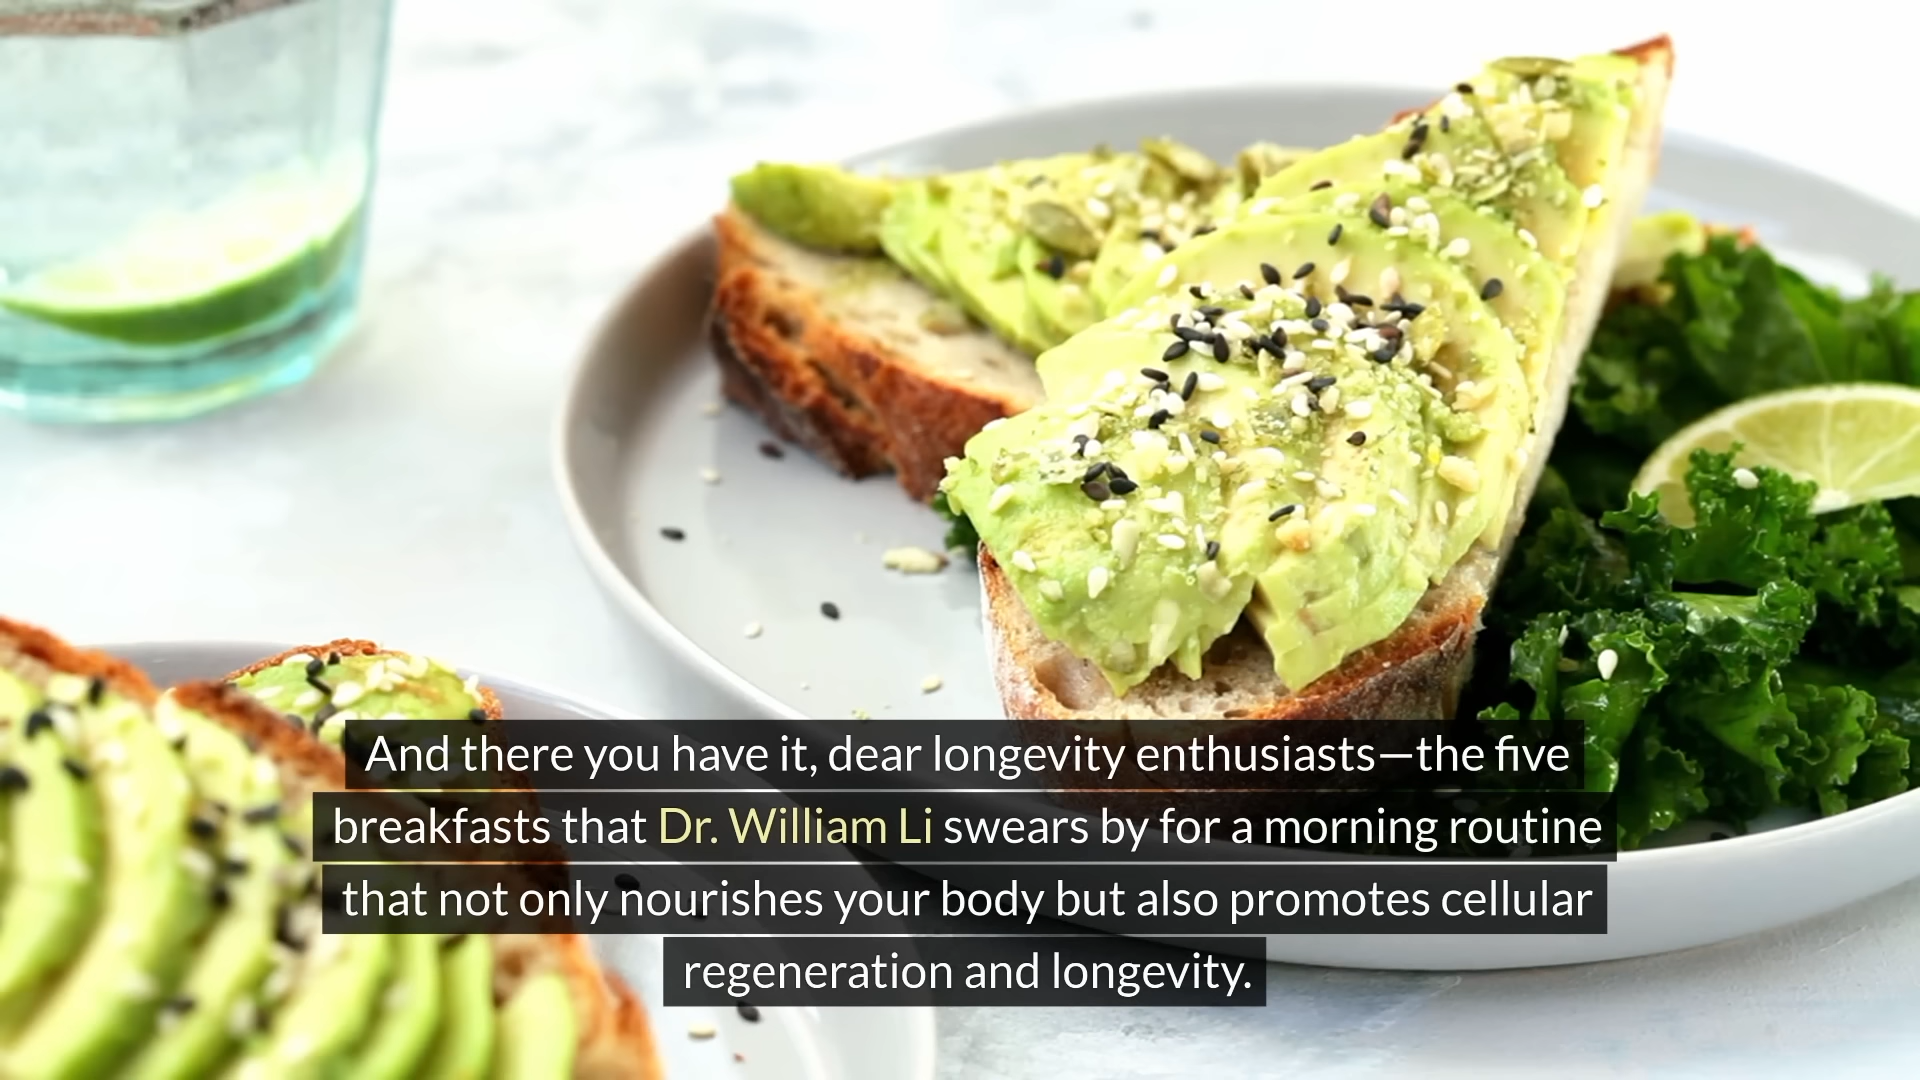 And there you have it, dear longevity enthusiasts—the five
breakfasts that Dr. William Li swears by for a morning routine
that not only nourishes your body but also promotes cellular
regeneration and longevity.